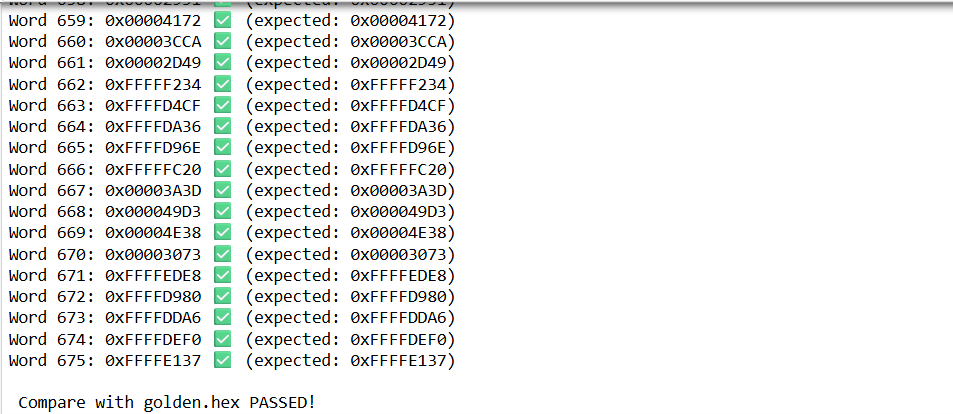 Word 659: 0x00004172 ✅ (expected: 0x00004172)
Word 660: 0x00003CCA ✅ (expected: 0x00003CCA)
Word 661: 0x00002D49 ✅ (expected: 0x00002D49)
Word 662: 0xFFFFF234 ✅ (expected: 0xFFFFF234)
Word 663: 0xFFFFD4CF ✅ (expected: 0xFFFFD4CF)
Word 664: 0xFFFFDA36 ✅ (expected: 0xFFFFDA36)
Word 665: 0xFFFFD96E ✅ (expected: 0xFFFFD96E)
Word 666: 0xFFFFFC20 ✅ (expected: 0xFFFFFC20)
Word 667: 0x00003A3D ✅ (expected: 0x00003A3D)
Word 668: 0x000049D3 ✅ (expected: 0x000049D3)
Word 669: 0x00004E38 ✅ (expected: 0x00004E38)
Word 670: 0x00003073 ✅ (expected: 0x00003073)
Word 671: 0xFFFFEDE8 ✅ (expected: 0xFFFFEDE8)
Word 672: 0xFFFFD980 ✅ (expected: 0xFFFFD980)
Word 673: 0xFFFFDDA6 ✅ (expected: 0xFFFFDDA6)
Word 674: 0xFFFFDEF0 ✅ (expected: 0xFFFFDEF0)
Word 675: 0xFFFFE137 ✅ (expected: 0xFFFFE137)
Compare with golden.hex PASSED!